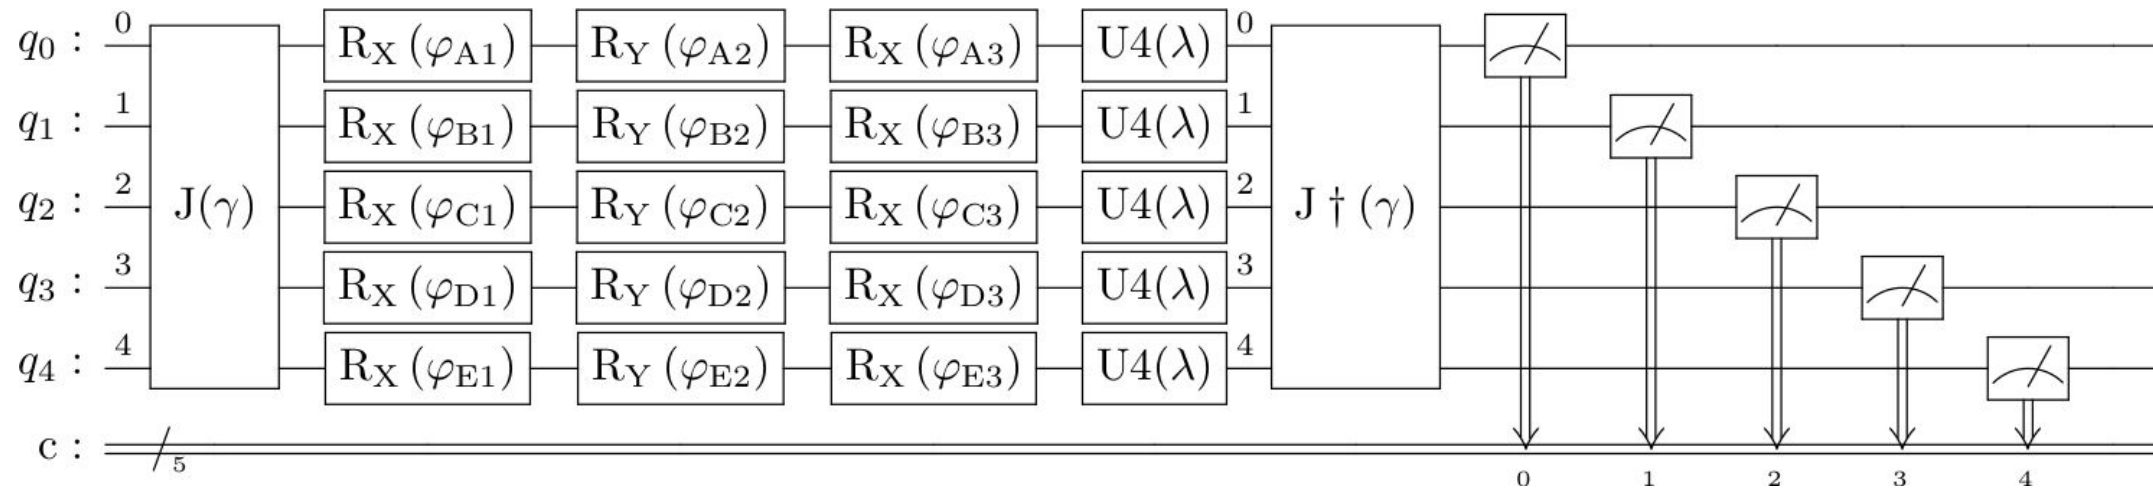 q0 : 0 RX (φA1) RY (φA2) RX (φA3) U4(λ) 0
q1 : 1 RX (φB1) RY (φB2) RX (φB3) U4(λ) 1
q2 : 2 J(γ) RX (φC1) RY (φC2) RX (φC3) U4(λ) 2 J † (γ)
q3 : 3 RX (φD1) RY (φD2) RX (φD3) U4(λ) 3
q4 : 4 RX (φE1) RY (φE2) RX (φE3) U4(λ) 4
c : 5
0 1 2 3 4